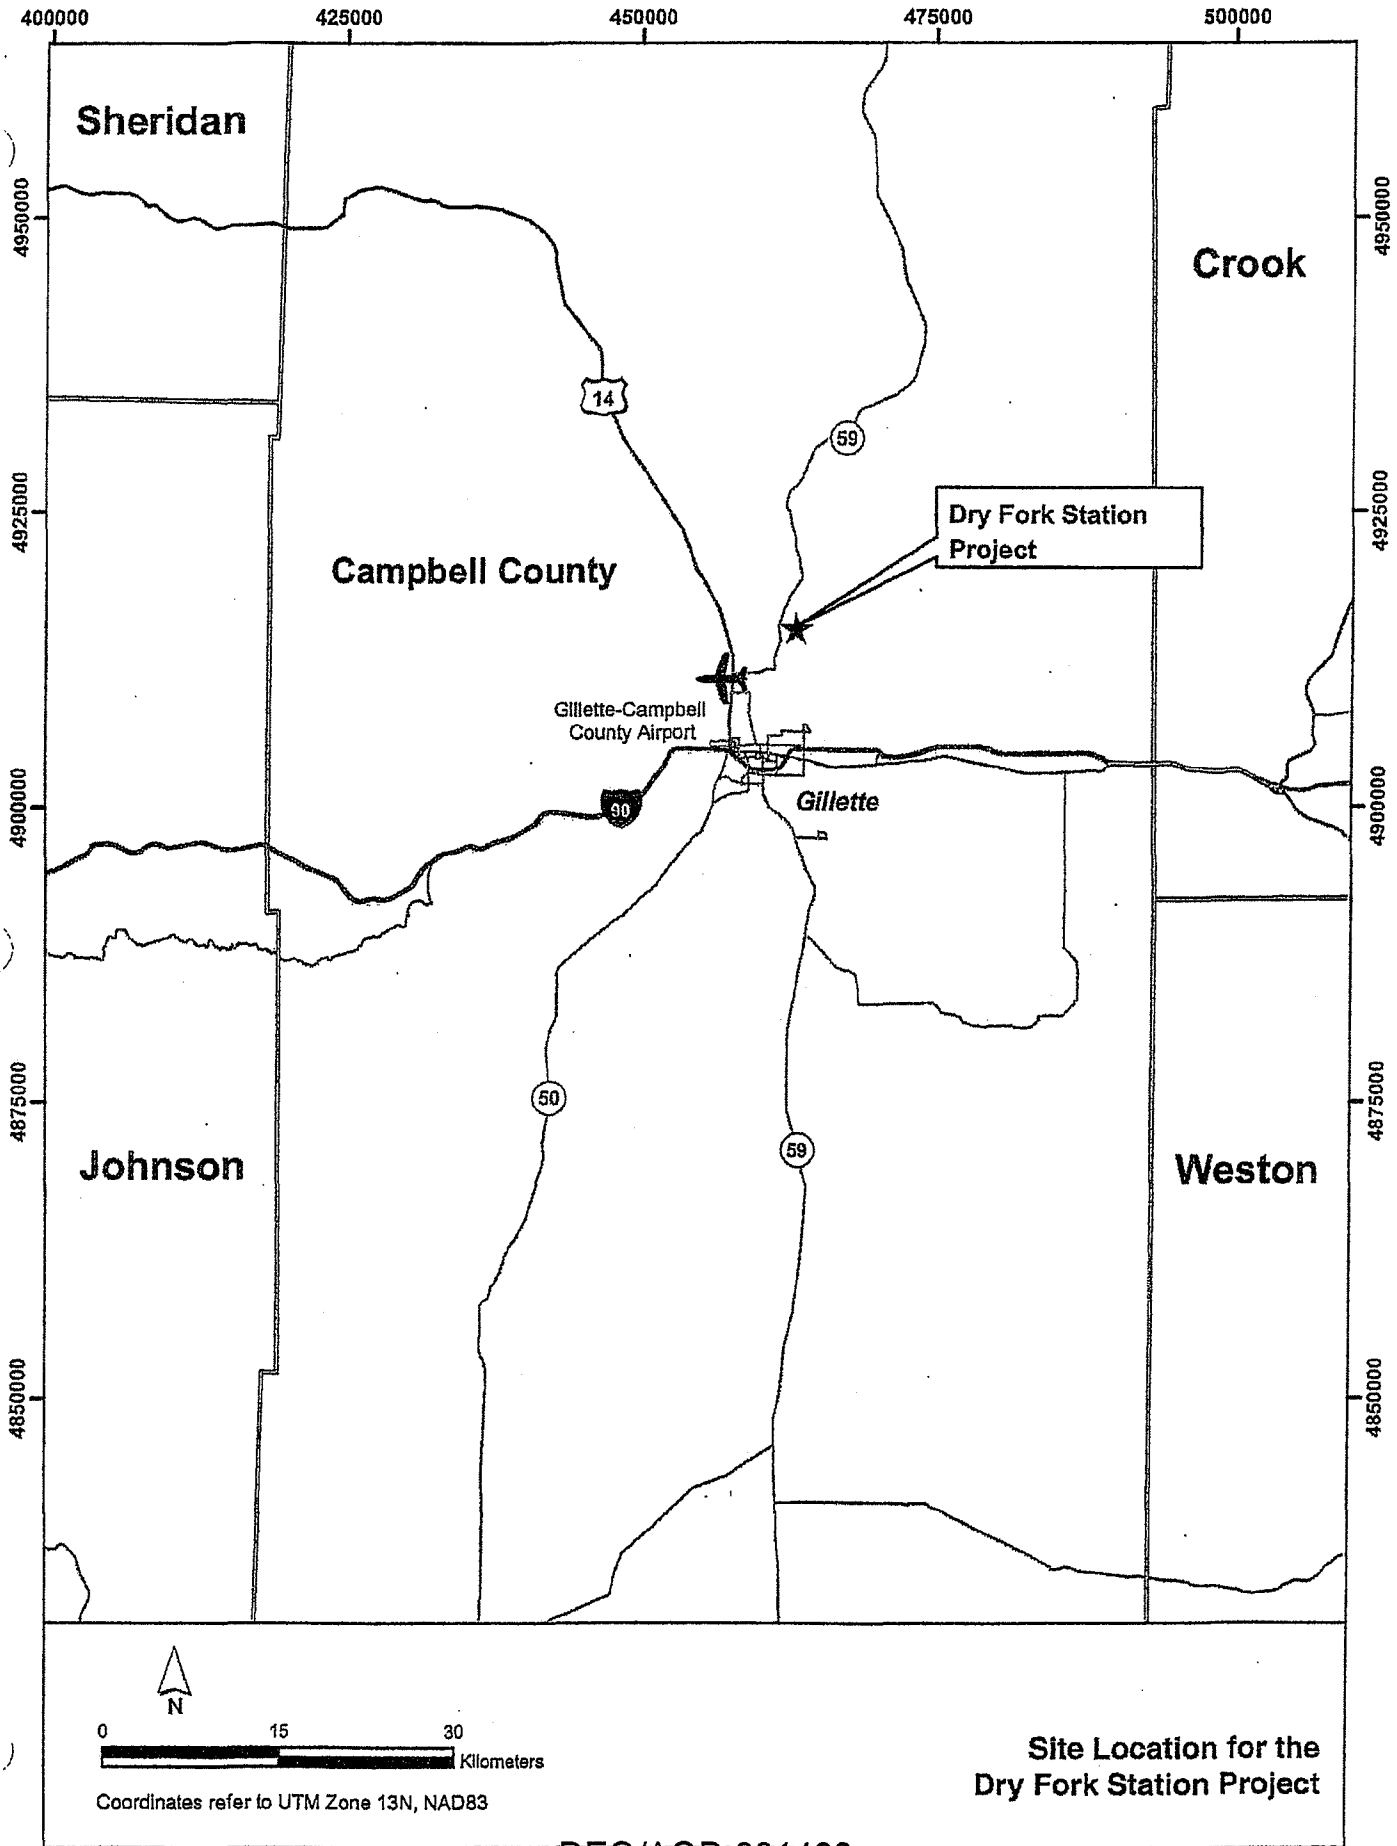 400000 425000 450000 475000 500000
Sheridan
4950000
4950000
Crook
14
59
4925000
4925000
Dry Fork Station
Project
Campbell County
Gillette-Campbell
County Airport
90
Gillette
4900000
4900000
50
59
4875000
4875000
Johnson
Weston
4850000
4850000
N
0 15 30
Kilometers
Coordinates refer to UTM Zone 13N, NAD83
Site Location for the
Dry Fork Station Project